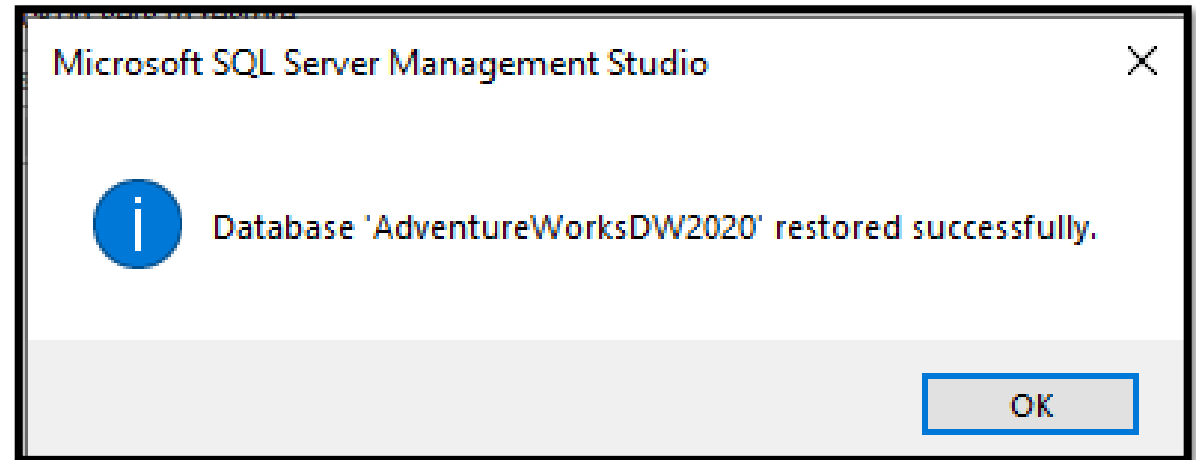 Microsoft SQL Server Management Studio
Database 'AdventureWorksDW2020' restored successfully.
OK